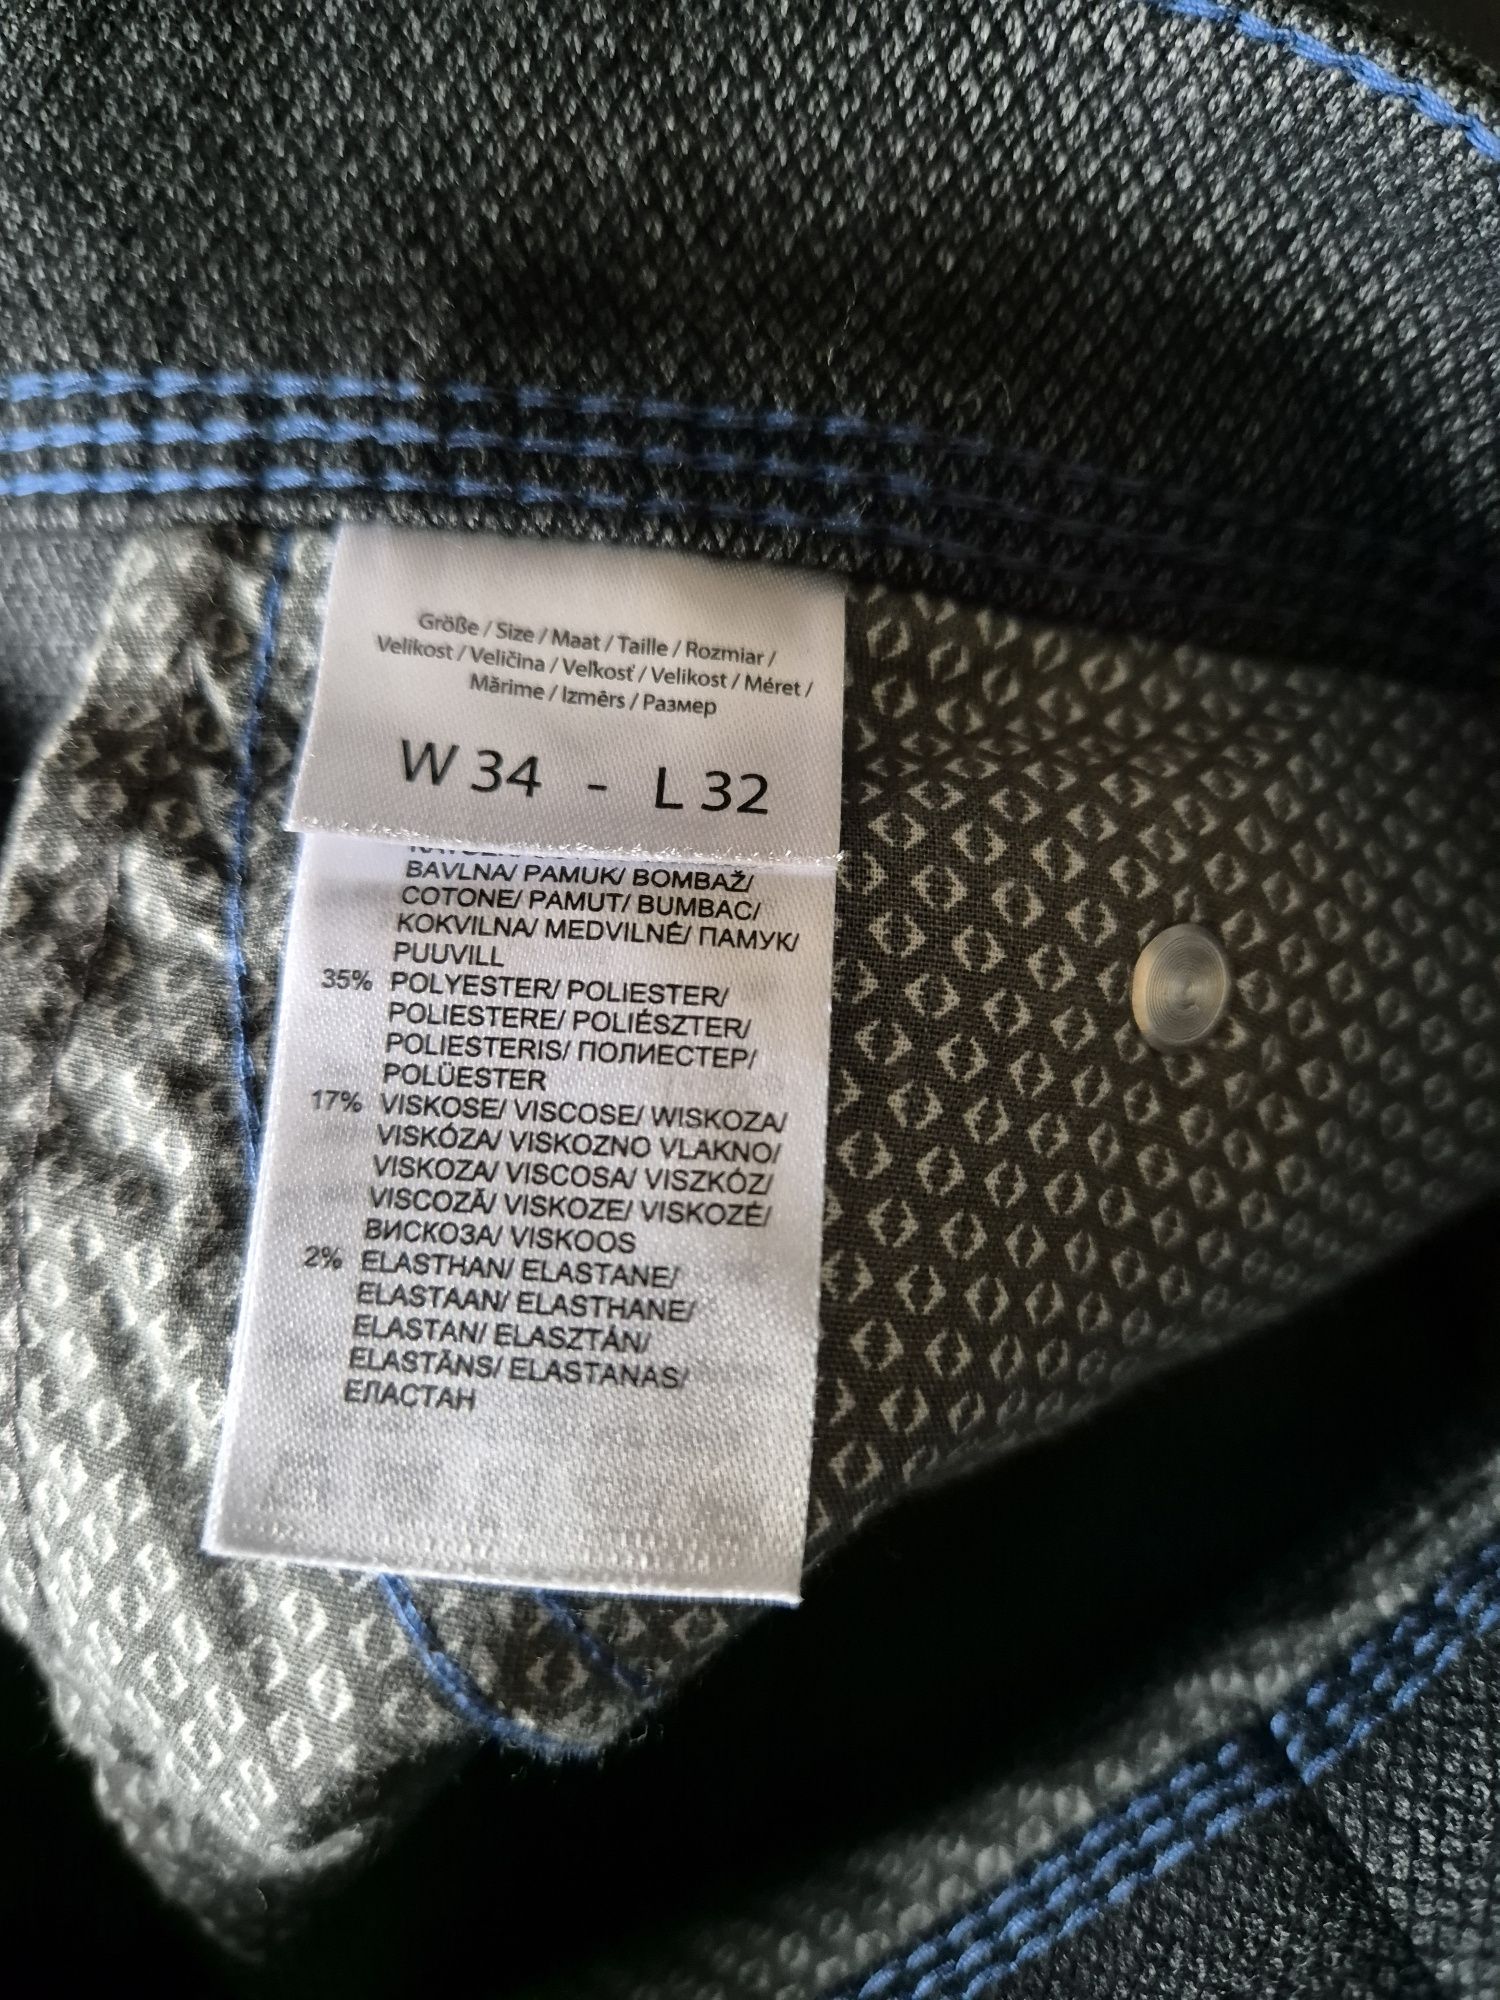 Größe / Size / Maat / Taille / Rozmiar /
Velikost / Veličina / Veľkosť / Velikost / Méret /
Mărime / Izmērs / Размер
W 34 - L 32
BAVLNA/ PAMUK/ BOMBAŽ/
COTONE/ PAMUT/ BUMBAC/
KOKVILNA/ MEDVILNĖ/ ПАМУК/
PUUVILL
35% POLYESTER/ POLIESTER/
POLIESTERE/ POLIÉSZTER/
POLIESTERIS/ ПОЛИЕСТЕР/
POLÜESTER
17% VISKOSE/ VISCOSE/ WISKOZA/
VISKÓZA/ VISKOZNO VLAKNO/
VISKOZA/ VISCOSA/ VISZKÓZ/
VISCOZĂ/ VISKOZE/ VISKOZĖ/
ВИСКОЗА/ VISKOOS
2% ELASTHAN/ ELASTANE/
ELASTAAN/ ELASTHANE/
ELASTAN/ ELASZTÁN/
ELASTĀNS/ ELASTANAS/
ЕЛАСТАН